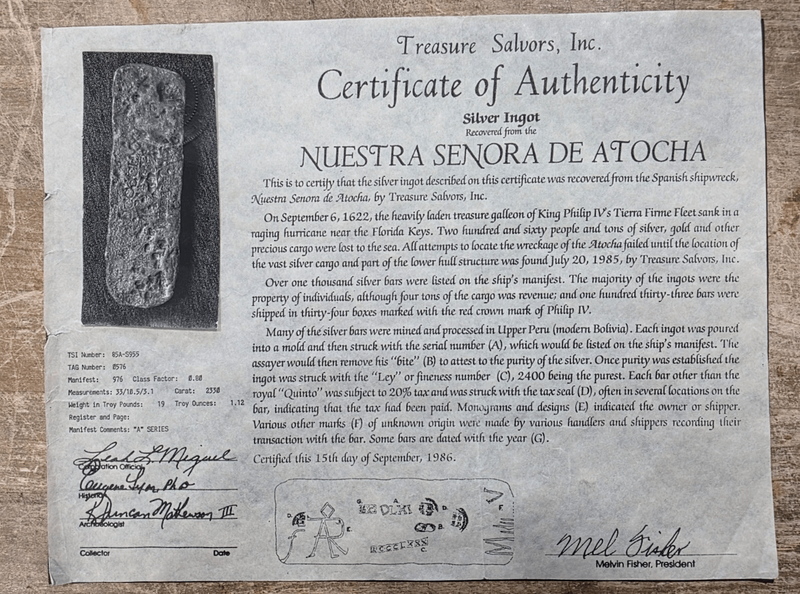 Treasure Salvors, Inc.
Certificate of Authenticity
Silver Ingot
Recovered from the
NUESTRA SENORA DE ATOCHA
This is to certify that the silver ingot described on this certificate was recovered from the Spanish shipwreck,
Nuestra Senora de Atocha, by Treasure Salvors, Inc.
On September 6, 1622, the heavily laden treasure galleon of King Philip IV's Tierra Firme Fleet sank in a
raging hurricane near the Florida Keys. Two hundred and sixty people and tons of silver, gold and other
precious cargo were lost to the sea. All attempts to locate the wreckage of the Atocha failed until the location of
the vast silver cargo and part of the lower hull structure was found July 20, 1985, by Treasure Salvors, Inc.
Over one thousand silver bars were listed on the ship's manifest. The majority of the ingots were the
property of individuals, although four tons of the cargo was revenue; and one hundred thirty-three bars were
shipped in thirty-four boxes marked with the red crown mark of Philip IV.
Many of the silver bars were mined and processed in Upper Peru (modern Bolivia). Each ingot was poured
into a mold and then struck with the serial number (A), which would be listed on the ship's manifest. The
assayer would then remove his "bite" (B) to attest to the purity of the silver. Once purity was established the
ingot was struck with the "Ley" or fineness number (C), 2400 being the purest. Each bar other than the
royal "Quinto" was subject to 20% tax and was struck with the tax seal (D), often in several locations on the
bar, indicating that the tax had been paid. Monograms and designs (E) indicated the owner or shipper.
Various other marks (F) of unknown origin were made by various handlers and shippers recording their
transaction with the bar. Some bars are dated with the year (G).
Certified this 15th day of September, 1986.
TSI Number: 85A-S955
TAG Number: 0576
Manifest: 976 Class Factor: 0.80
Measurements: 33/10.5/3.1 Carat: 2330
Weight in Troy Pounds: 19 Troy Ounces: 1.12
Register and Page:
Manifest Comments: "A" SERIES
Leah L Miguel
Corporation Official
Eugene Lyon PhD
Historian
R Duncan Mathewson III
Archaeologist
Collector Date
Mel Fisher
Melvin Fisher, President